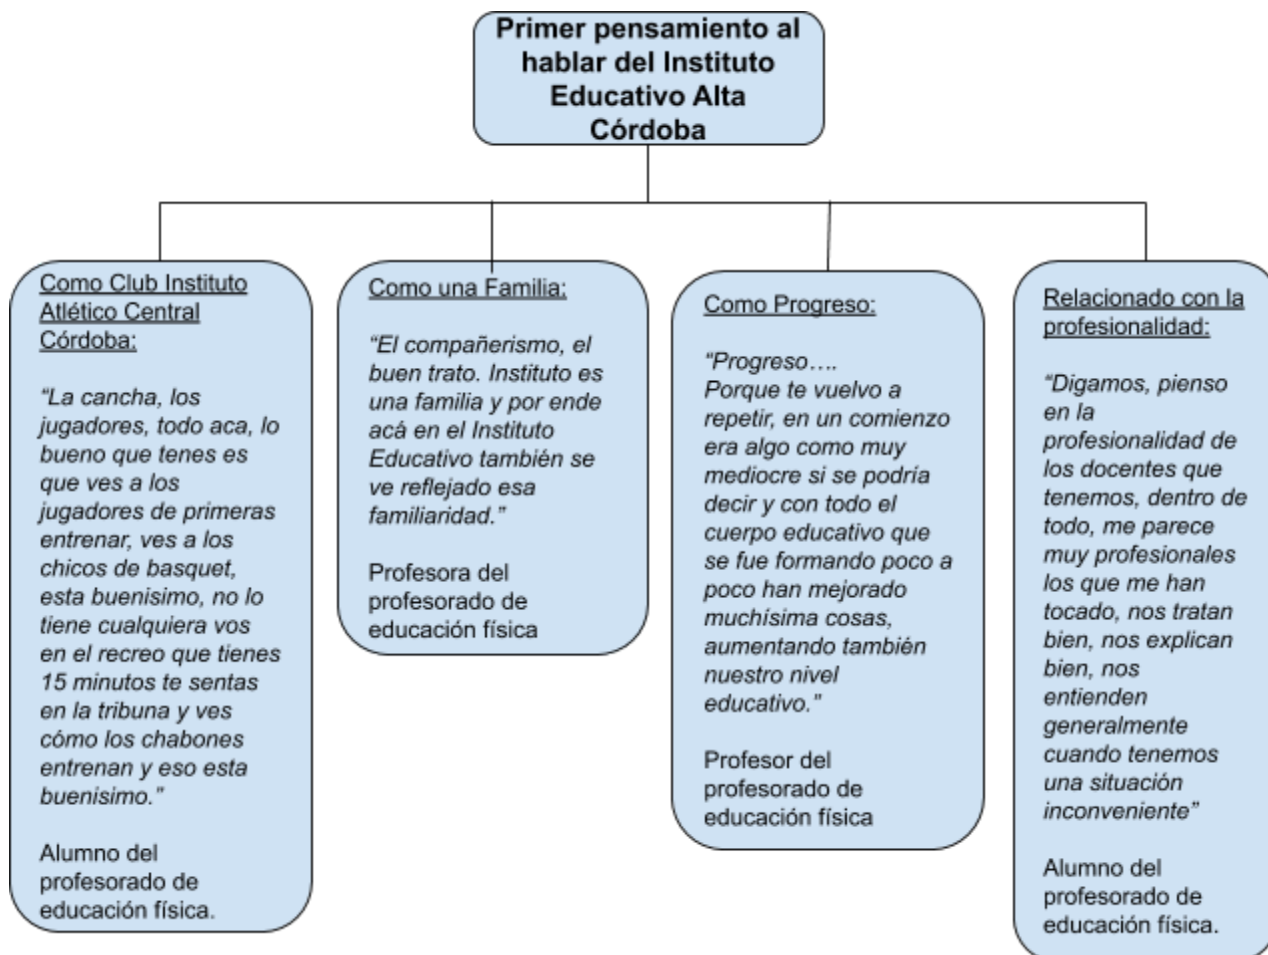 Primer pensamiento al
hablar del Instituto
Educativo Alta
Córdoba
Como Club Instituto
Atlético Central
Córdoba:
“La cancha, los
jugadores, todo aca, lo
bueno que tenes es
que ves a los
jugadores de primeras
entrenar, ves a los
chicos de basquet,
esta buenisimo, no lo
tiene cualquiera vos
en el recreo que tienes
15 minutos te sentas
en la tribuna y ves
cómo los chabones
entrenan y eso esta
buenisimo.”
Alumno del
profesorado de
educación física.
Como una Familia:
“El compañerismo, el
buen trato. Instituto es
una familia y por ende
acá en el Instituto
Educativo también se
ve reflejado esa
familiaridad.”
Profesora del
profesorado de
educación física
Como Progreso:
“Progreso….
Porque te vuelvo a
repetir, en un comienzo
era algo como muy
mediocre si se podría
decir y con todo el
cuerpo educativo que
se fue formando poco a
poco han mejorado
muchísima cosas,
aumentando también
nuestro nivel
educativo.”
Profesor del
profesorado de
educación física
Relacionado con la
profesionalidad:
“Digamos, pienso
en la
profesionalidad de
los docentes que
tenemos, dentro de
todo, me parece
muy profesionales
los que me han
tocado, nos tratan
bien, nos explican
bien, nos
entienden
generalmente
cuando tenemos
una situación
inconveniente”
Alumno del
profesorado de
educación física.